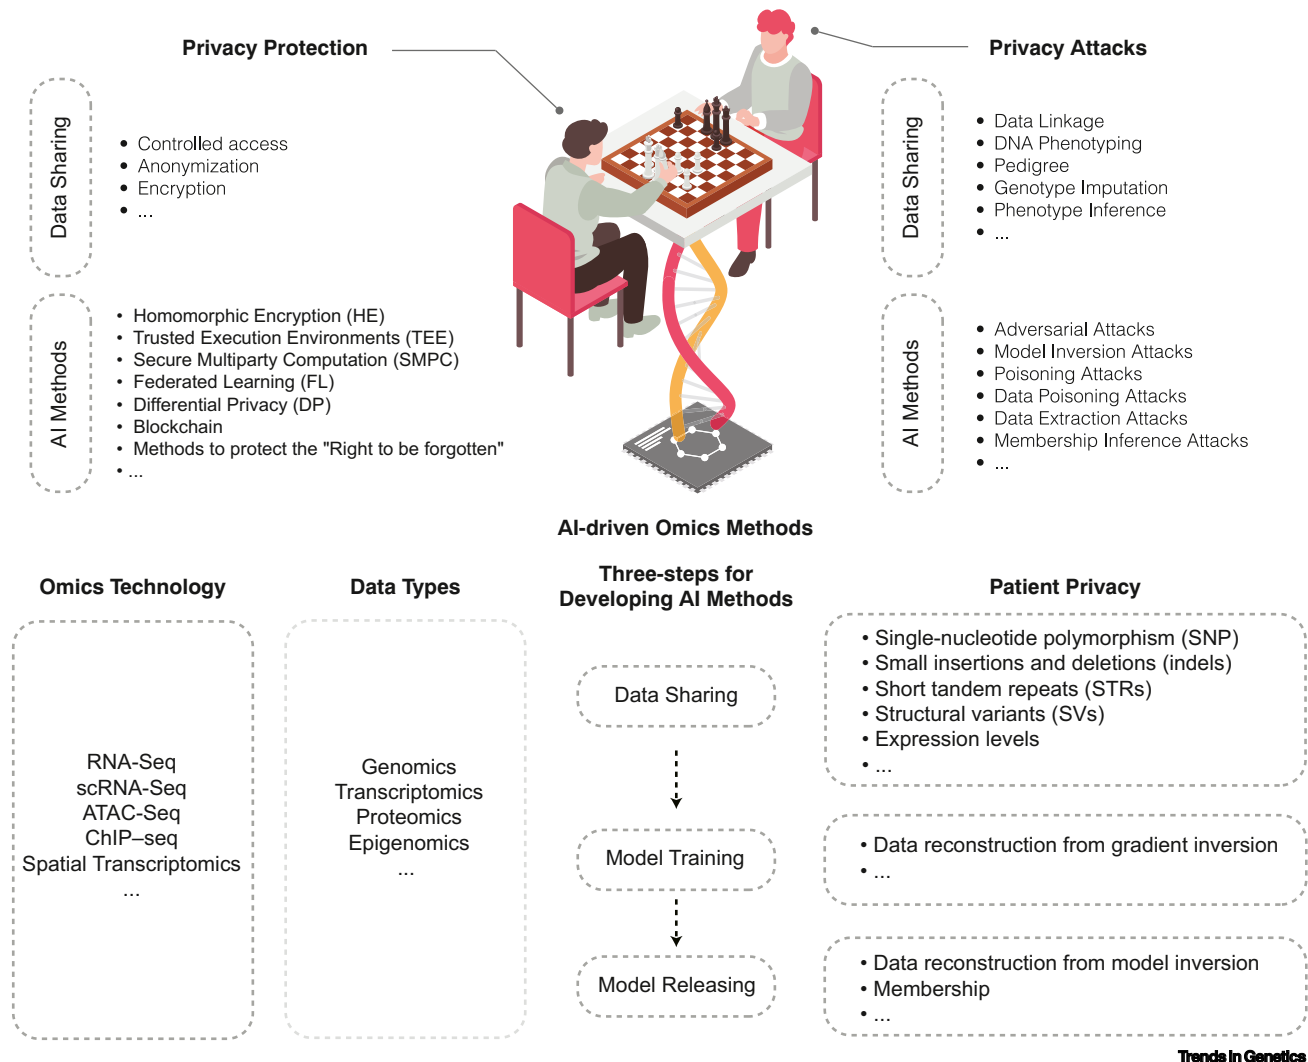 Privacy Protection
Data Sharing
• Controlled access
• Anonymization
• Encryption
• ...
AI Methods
• Homomorphic Encryption (HE)
• Trusted Execution Environments (TEE)
• Secure Multiparty Computation (SMPC)
• Federated Learning (FL)
• Differential Privacy (DP)
• Blockchain
• Methods to protect the "Right to be forgotten"
• ...
Privacy Attacks
Data Sharing
• Data Linkage
• DNA Phenotyping
• Pedigree
• Genotype Imputation
• Phenotype Inference
• ...
AI Methods
• Adversarial Attacks
• Model Inversion Attacks
• Poisoning Attacks
• Data Poisoning Attacks
• Data Extraction Attacks
• Membership Inference Attacks
• ...
AI-driven Omics Methods
Omics Technology
RNA-Seq
scRNA-Seq
ATAC-Seq
ChIP–seq
Spatial Transcriptomics
...
Data Types
Genomics
Transcriptomics
Proteomics
Epigenomics
...
Three-steps for
Developing AI Methods
Data Sharing
Model Training
Model Releasing
Patient Privacy
• Single-nucleotide polymorphism (SNP)
• Small insertions and deletions (indels)
• Short tandem repeats (STRs)
• Structural variants (SVs)
• Expression levels
• ...
• Data reconstruction from gradient inversion
• ...
• Data reconstruction from model inversion
• Membership
• ...
Trends in Genetics